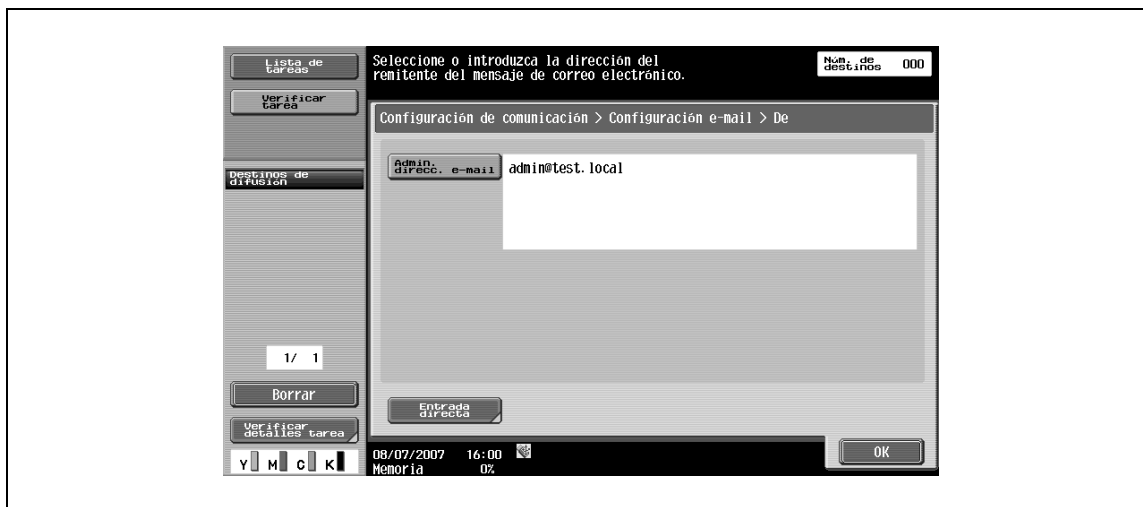 Lista de
tareas
Verificar
tarea
Destinos de
difusión
1/ 1
Borrar
Verificar
detalles tarea
Y M C K
Seleccione o introduzca la dirección del
remitente del mensaje de correo electrónico.
Núm. de
destinos 000
Configuración de comunicación > Configuración e-mail > De
Admin.
direcc. e-mail
admin@test.local
Entrada
directa
08/07/2007 16:00
Memoria 0%
OK